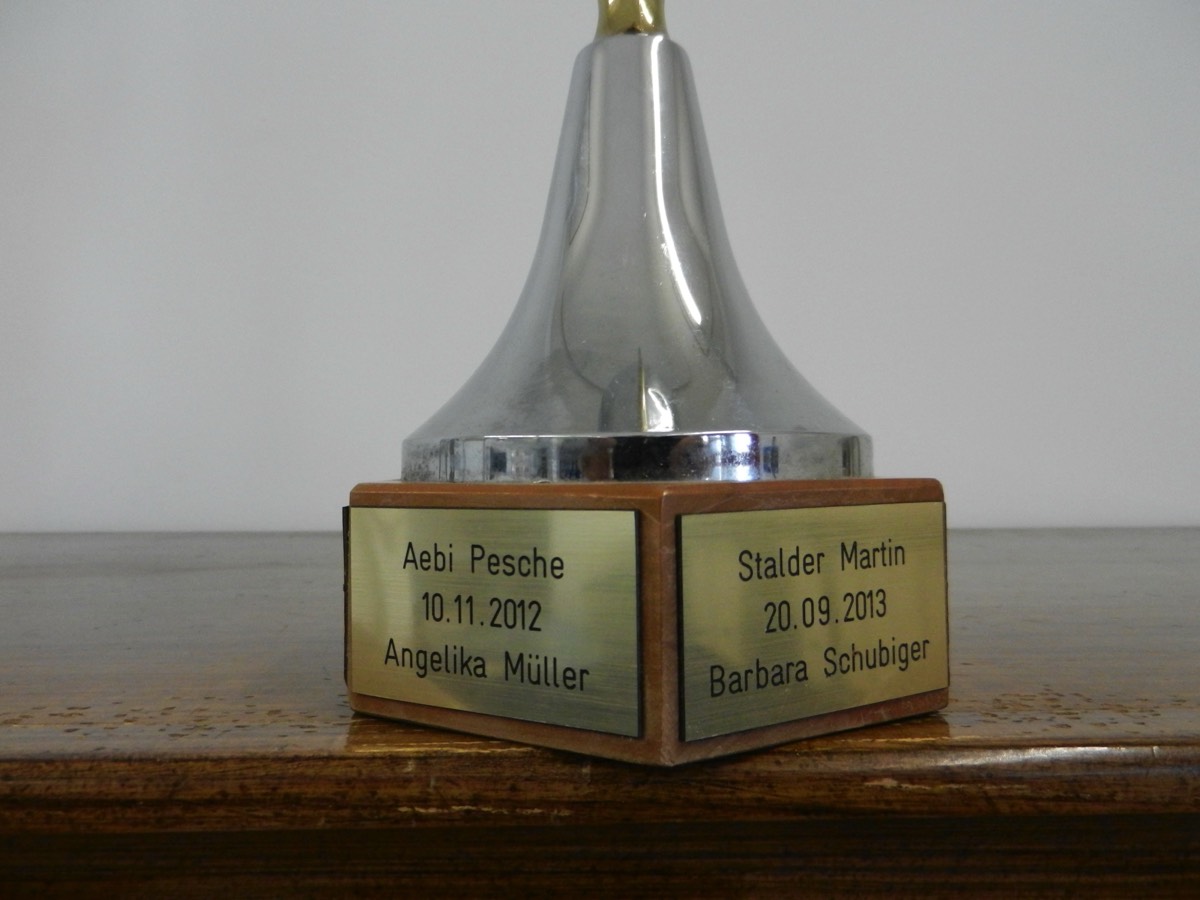 Aebi Pesche
10.11.2012
Angelika Müller
Stalder Martin
20.09.2013
Barbara Schubiger